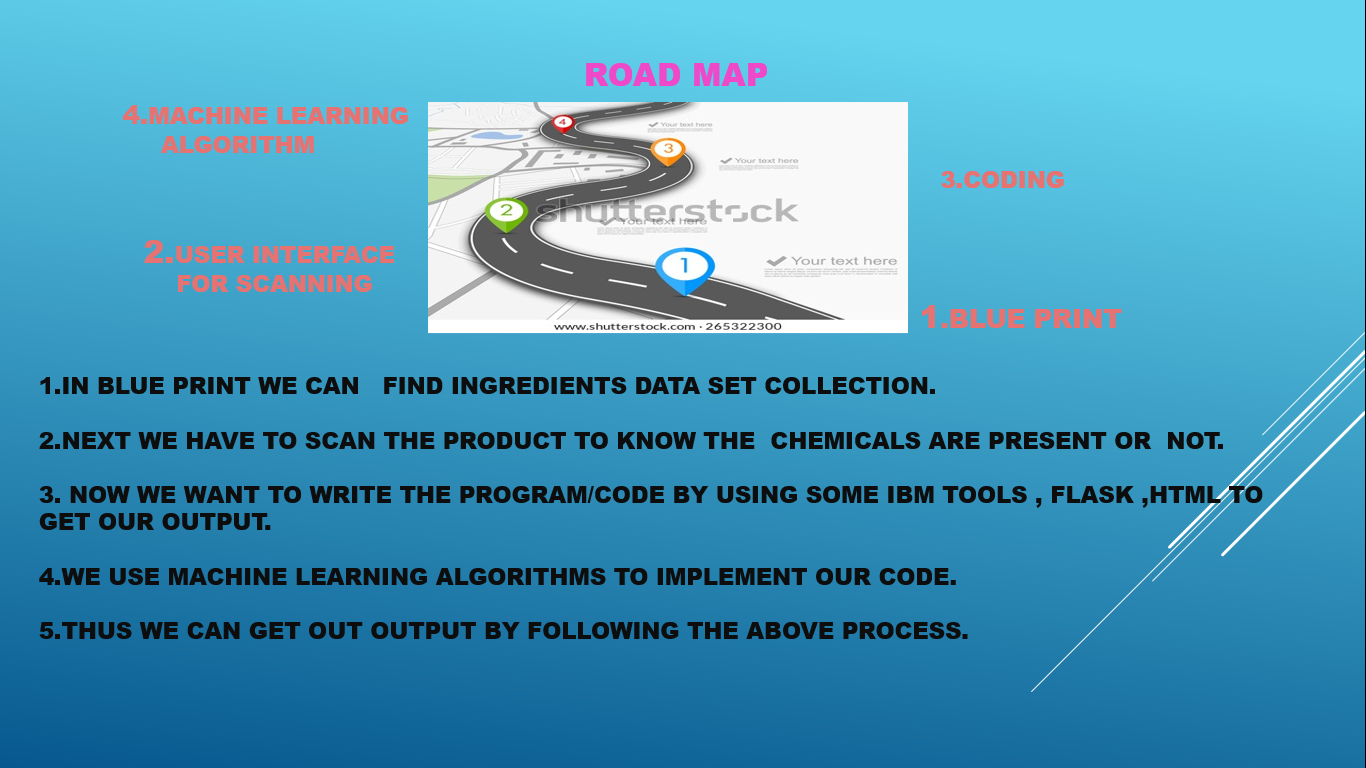 ROAD MAP
4.MACHINE LEARNING
ALGORITHM
3.CODING
2.USER INTERFACE
FOR SCANNING
1.BLUE PRINT
4
Your text here
3
Your text here
2
shutterstock
Your text here
1
Your text here
www.shutterstock.com · 265322300
1.IN BLUE PRINT WE CAN FIND INGREDIENTS DATA SET COLLECTION.
2.NEXT WE HAVE TO SCAN THE PRODUCT TO KNOW THE CHEMICALS ARE PRESENT OR NOT.
3. NOW WE WANT TO WRITE THE PROGRAM/CODE BY USING SOME IBM TOOLS , FLASK ,HTML TO
GET OUR OUTPUT.
4.WE USE MACHINE LEARNING ALGORITHMS TO IMPLEMENT OUR CODE.
5.THUS WE CAN GET OUT OUTPUT BY FOLLOWING THE ABOVE PROCESS.